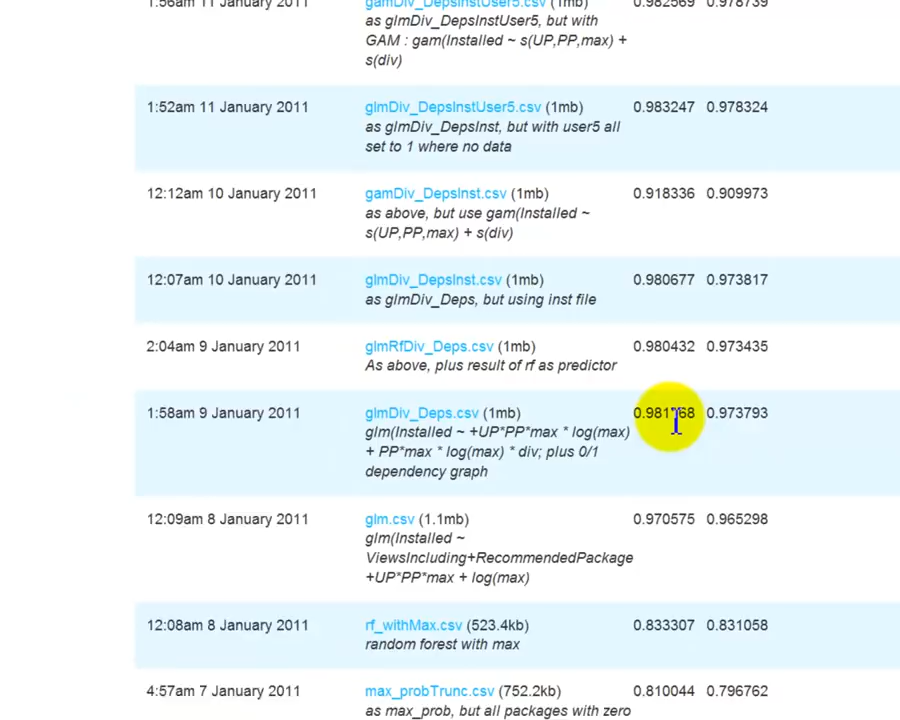 1:56am 11 January 2011 gamDiv_DepsInstUser5.csv (1mb) 0.982569 0.978739
as glmDiv_DepsInstUser5, but with
GAM : gam(Installed ~ s(UP,PP,max) +
s(div)
1:52am 11 January 2011 glmDiv_DepsInstUser5.csv (1mb) 0.983247 0.978324
as glmDiv_DepsInst, but with user5 all
set to 1 where no data
12:12am 10 January 2011 gamDiv_DepsInst.csv (1mb) 0.918336 0.909973
as above, but use gam(Installed ~
s(UP,PP,max) + s(div)
12:07am 10 January 2011 glmDiv_DepsInst.csv (1mb) 0.980677 0.973817
as glmDiv_Deps, but using inst file
2:04am 9 January 2011 glmRfDiv_Deps.csv (1mb) 0.980432 0.973435
As above, plus result of rf as predictor
1:58am 9 January 2011 glmDiv_Deps.csv (1mb) 0.981768 0.973793
glm(Installed ~ +UP*PP*max * log(max)
+ PP*max * log(max) * div; plus 0/1
dependency graph
12:09am 8 January 2011 glm.csv (1.1mb) 0.970575 0.965298
glm(Installed ~
ViewsIncluding+RecommendedPackage
+UP*PP*max + log(max)
12:08am 8 January 2011 rf_withMax.csv (523.4kb) 0.833307 0.831058
random forest with max
4:57am 7 January 2011 max_probTrunc.csv (752.2kb) 0.810044 0.796762
as max_prob, but all packages with zero